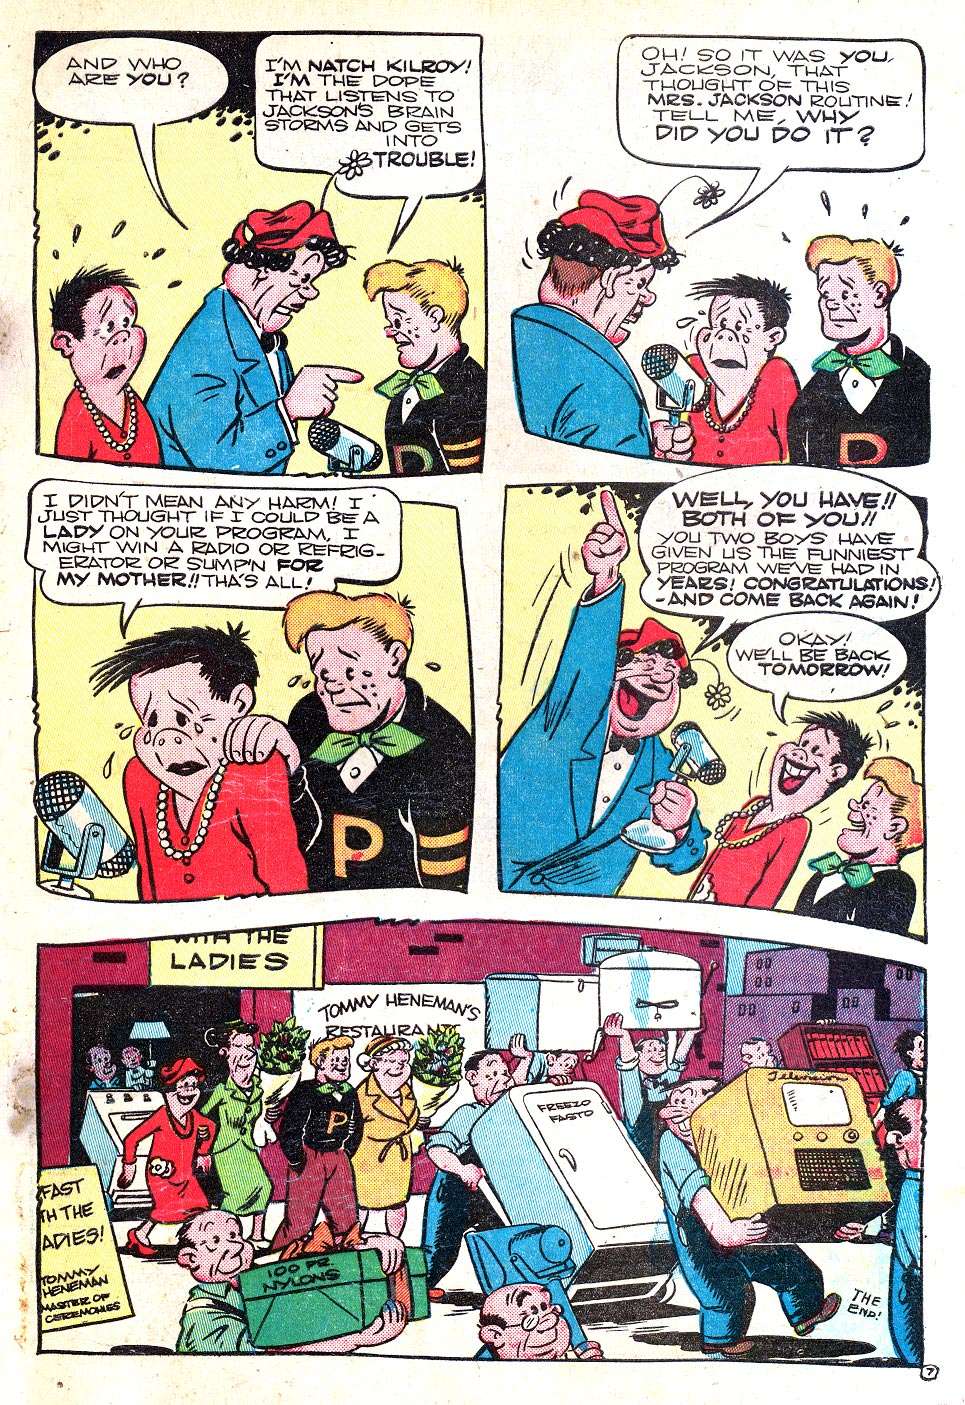 AND WHO
ARE YOU?
I'M NATCH KILROY!
I'M THE DOPE
THAT LISTENS TO
JACKSON'S BRAIN
STORMS AND GETS
INTO
TROUBLE!
OH! SO IT WAS YOU,
JACKSON, THAT
THOUGHT OF THIS
MRS. JACKSON ROUTINE!
TELL ME, WHY
DID YOU DO IT?
P
P
I DIDN'T MEAN ANY HARM! I
JUST THOUGHT IF I COULD BE A
LADY ON YOUR PROGRAM, I
MIGHT WIN A RADIO OR REFRIG-
ERATOR OR SUMP'N FOR
MY MOTHER!! THA'S ALL!
P
WELL, YOU HAVE!!
BOTH OF YOU!!
YOU TWO BOYS HAVE
GIVEN US THE FUNNIEST
PROGRAM WE'VE HAD IN
YEARS! CONGRATULATIONS!
-AND COME BACK AGAIN!
OKAY!
WE'LL BE BACK
TOMORROW!
WITH THE
LADIES
TOMMY HENEMAN'S
RESTAURANT
P
FREEZO
FASTO
FAST
TH THE
ADIES!
TOMMY
HENEMAN
MASTER OF
CEREMONIES
100 PR.
NYLONS
THE
END!
7